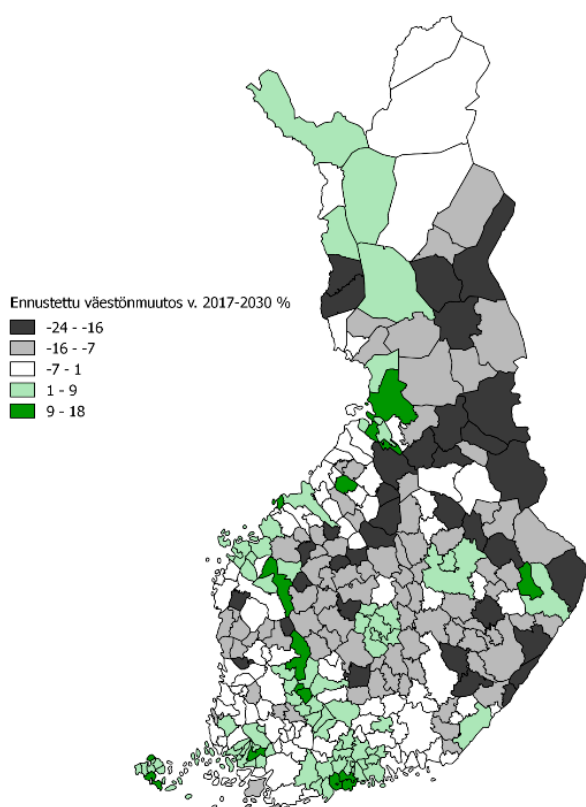 Ennustettu väestönmuutos v. 2017-2030 %
-24 - -16
-16 - -7
-7 - 1
1 - 9
9 - 18